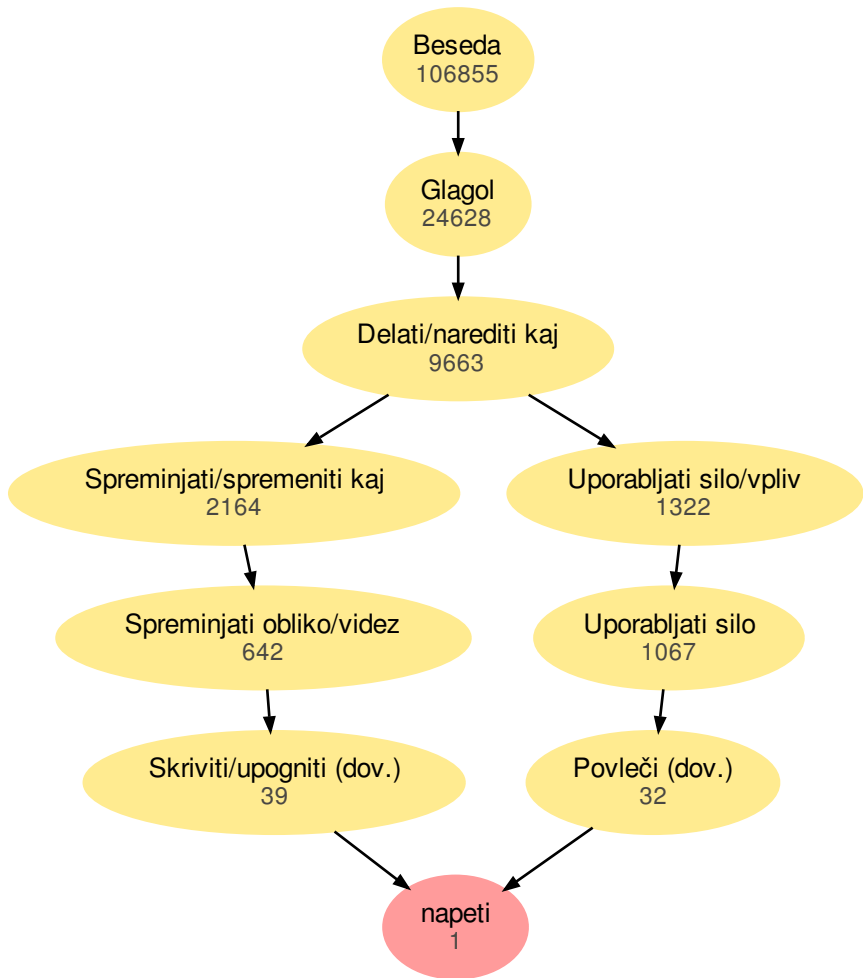 Beseda
106855
Glagol
24628
Delati/narediti kaj
9663
Spreminjati/spremeniti kaj
2164
Uporabljati silo/vpliv
1322
Spreminjati obliko/videz
642
Uporabljati silo
1067
Skriviti/upogniti (dov.)
39
Povleči (dov.)
32
napeti
1